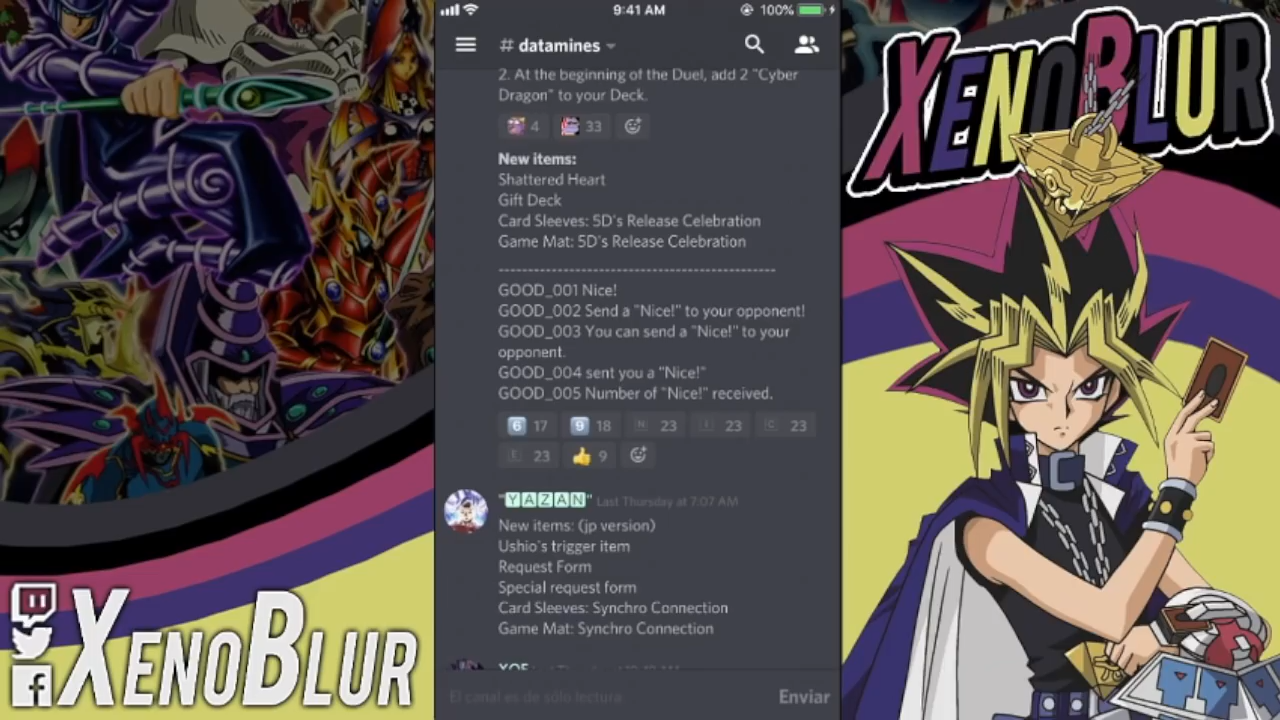 9:41 AM
100%
# datamines
2. At the beginning of the Duel, add 2 "Cyber
Dragon" to your Deck.
4 33
New items:
Shattered Heart
Gift Deck
Card Sleeves: 5D's Release Celebration
Game Mat: 5D's Release Celebration
----------------------------------------------
GOOD_001 Nice!
GOOD_002 Send a "Nice!" to your opponent!
GOOD_003 You can send a "Nice!" to your
opponent.
GOOD_004 sent you a "Nice!"
GOOD_005 Number of "Nice!" received.
6 17 9 18 N 23 I 23 C 23
E 23 9
"YAZAN" Last Thursday at 7:07 AM
New items: (jp version)
Ushio's trigger item
Request Form
Special request form
Card Sleeves: Synchro Connection
Game Mat: Synchro Connection
El canal es de sólo lectura
Enviar
XENOBLUR
XENOBLUR